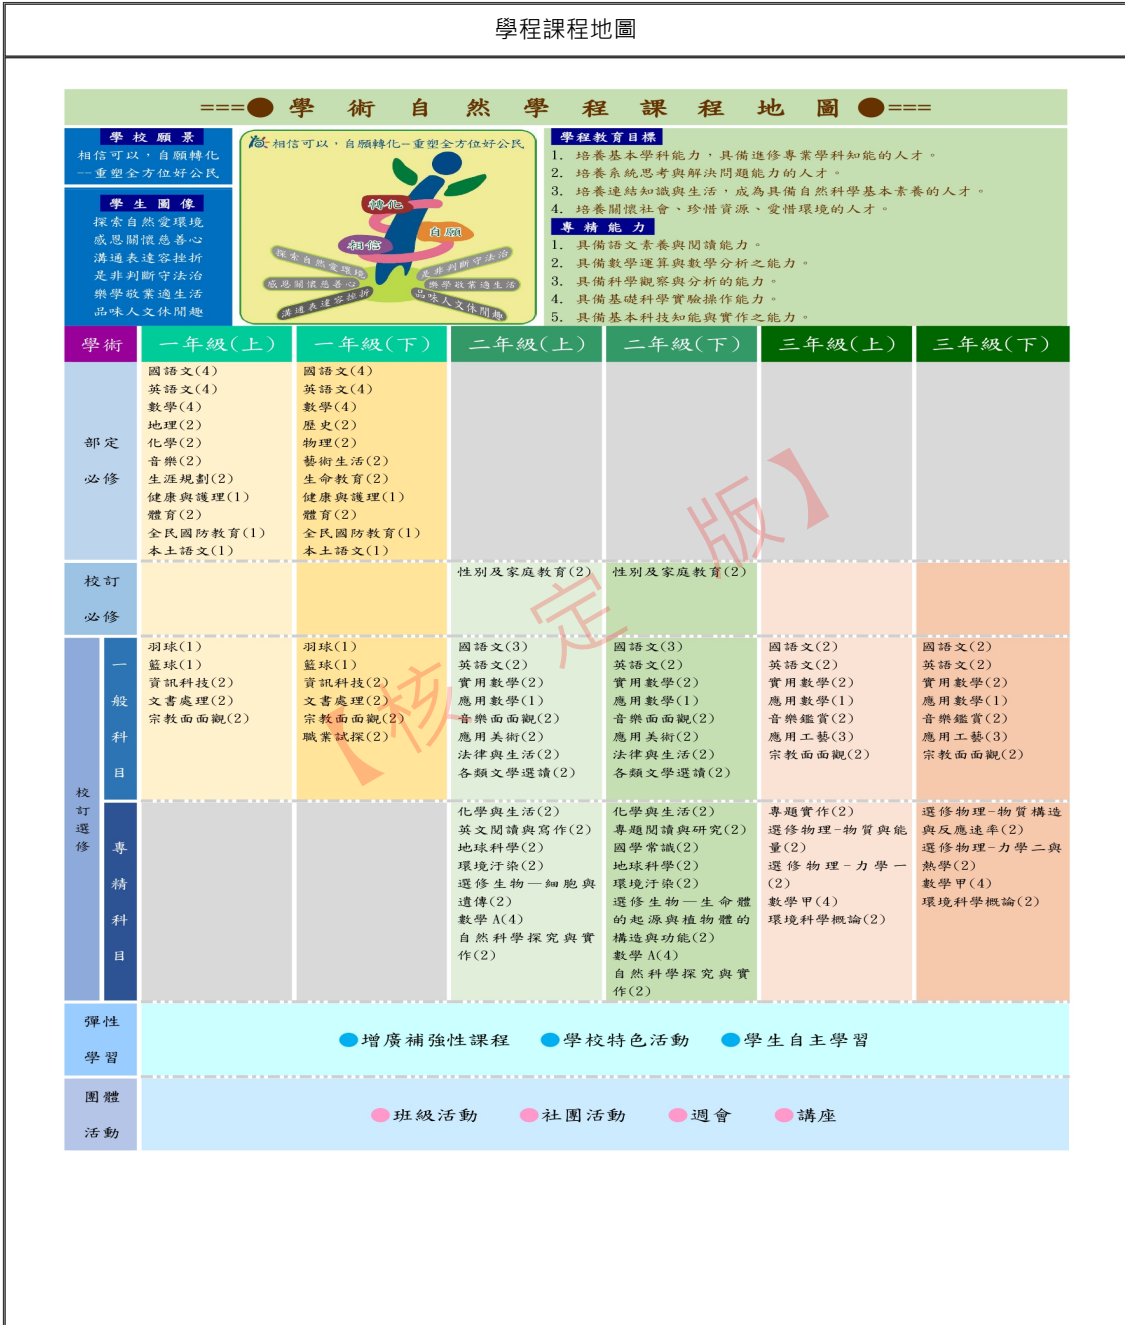 學程課程地圖
===●學術自然學程課程地圖●===
學校願景
相信可以，自願轉化
--重塑全方位好公民
學生圖像
探索自然愛環境
感恩關懷慈善心
溝通表達容挫折
是非判斷守法治
樂學敬業適生活
品味人文休閒趣
相信可以，自願轉化-重塑全方位好公民
轉化
自願
相信
探索自然愛環境
感恩關懷慈善心
溝通表達容挫折
是非判斷守法治
樂學敬業適生活
品味人文休閒趣
學程教育目標
1. 培養基本學科能力，具備進修專業學科知能的人才。
2. 培養系統思考與解決問題能力的人才。
3. 培養連結知識與生活，成為具備自然科學基本素養的人才。
4. 培養關懷社會、珍惜資源、愛惜環境的人才。
專精能力
1. 具備語文素養與閱讀能力。
2. 具備數學運算與數學分析之能力。
3. 具備科學觀察與分析的能力。
4. 具備基礎科學實驗操作能力。
5. 具備基本科技知能與實作之能力。
學術
一年級(上)
一年級(下)
二年級(上)
二年級(下)
三年級(上)
三年級(下)
部定
必修
國語文(4)
英語文(4)
數學(4)
地理(2)
化學(2)
音樂(2)
生涯規劃(2)
健康與護理(1)
體育(2)
全民國防教育(1)
本土語文(1)
國語文(4)
英語文(4)
數學(4)
歷史(2)
物理(2)
藝術生活(2)
生命教育(2)
健康與護理(1)
體育(2)
全民國防教育(1)
本土語文(1)
校訂
必修
性別及家庭教育(2)
性別及家庭教育(2)
校訂選修
一般科目
羽球(1)
籃球(1)
資訊科技(2)
文書處理(2)
宗教面面觀(2)
羽球(1)
籃球(1)
資訊科技(2)
文書處理(2)
宗教面面觀(2)
職業試探(2)
國語文(3)
英語文(2)
實用數學(2)
應用數學(1)
音樂面面觀(2)
應用美術(2)
法律與生活(2)
各類文學選讀(2)
國語文(3)
英語文(2)
實用數學(2)
應用數學(1)
音樂面面觀(2)
應用美術(2)
法律與生活(2)
各類文學選讀(2)
國語文(2)
英語文(2)
實用數學(2)
應用數學(1)
音樂鑑賞(2)
應用工藝(3)
宗教面面觀(2)
國語文(2)
英語文(2)
實用數學(2)
應用數學(1)
音樂鑑賞(2)
應用工藝(3)
宗教面面觀(2)
專精科目
化學與生活(2)
英文閱讀與寫作(2)
地球科學(2)
環境汙染(2)
選修生物—細胞與
遺傳(2)
數學 A(4)
自然科學探究與實
作(2)
化學與生活(2)
專題閱讀與研究(2)
國學常識(2)
地球科學(2)
環境汙染(2)
選修生物—生命體
的起源與植物體的
構造與功能(2)
數學 A(4)
自然科學探究與實
作(2)
專題實作(2)
選修物理-物質與能
量(2)
選修物理-力學一
(2)
數學甲(4)
環境科學概論(2)
選修物理-物質構造
與反應速率(2)
選修物理-力學二與
熱學(2)
數學甲(4)
環境科學概論(2)
彈性
學習
●增廣補強性課程 ●學校特色活動 ●學生自主學習
團體
活動
●班級活動 ●社團活動 ●週會 ●講座
【核定版】